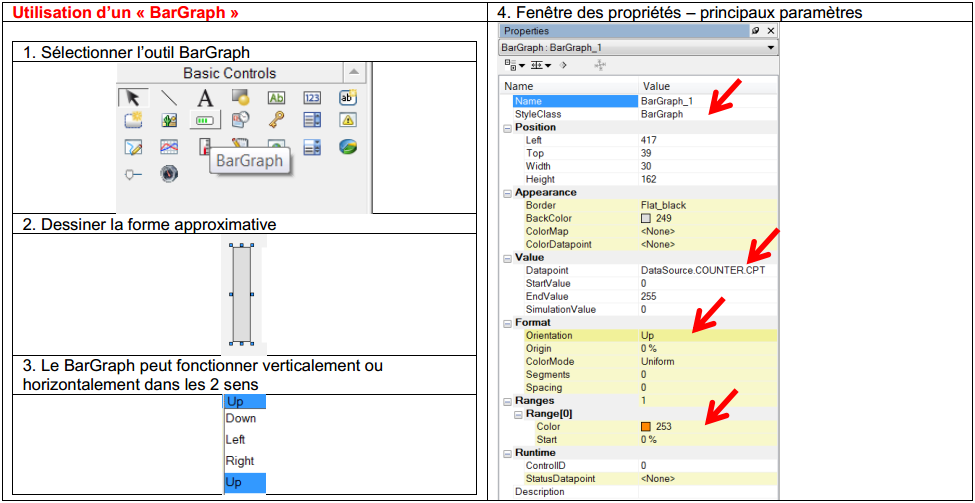 Utilisation d'un « BarGraph »
1. Sélectionner l'outil BarGraph
Basic Controls
A
Ab
123
ab
BarGraph
2. Dessiner la forme approximative
3. Le BarGraph peut fonctionner verticalement ou
horizontalement dans les 2 sens
Up
Down
Left
Right
Up
4. Fenêtre des propriétés – principaux paramètres
Properties
BarGraph : BarGraph_1
Name Value
Name BarGraph_1
StyleClass BarGraph
Position
Left 417
Top 39
Width 30
Height 162
Appearance
Border Flat_black
BackColor 249
ColorMap <None>
ColorDatapoint <None>
Value
Datapoint DataSource.COUNTER.CPT
StartValue 0
EndValue 255
SimulationValue 0
Format
Orientation Up
Origin 0 %
ColorMode Uniform
Segments 0
Spacing 0
Ranges 1
Range[0]
Color 253
Start 0 %
Runtime
ControlID 0
StatusDatapoint <None>
Description